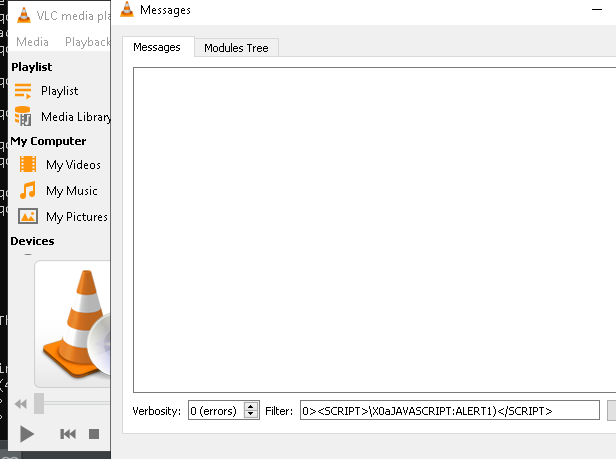 VLC media pla
Messages
Media Playback
Messages Modules Tree
Playlist
Playlist
Media Library
My Computer
My Videos
My Music
My Pictures
Devices
Verbosity: 0 (errors) Filter: 0><SCRIPT>\X0aJAVASCRIPT:ALERT1)</SCRIPT>